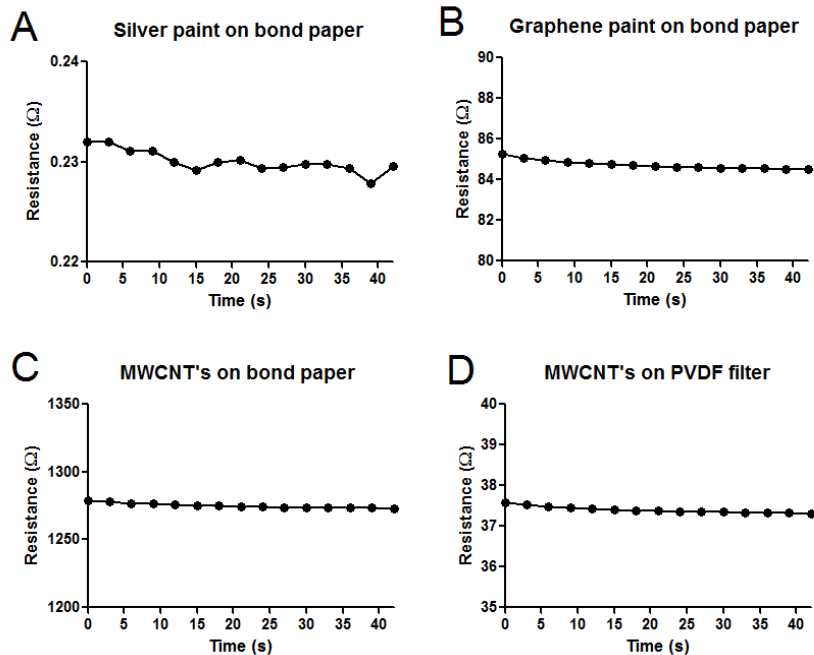 A
Silver paint on bond paper
Resistance (Ω)
0.24
0.23
0.22
0 5 10 15 20 25 30 35 40
Time (s)
B
Graphene paint on bond paper
Resistance (Ω)
90
88
86
84
82
80
0 5 10 15 20 25 30 35 40
Time (s)
C
MWCNT's on bond paper
Resistance (Ω)
1350
1300
1250
1200
0 5 10 15 20 25 30 35 40
Time (s)
D
MWCNT's on PVDF filter
Resistance (Ω)
40
39
38
37
36
35
0 5 10 15 20 25 30 35 40
Time (s)